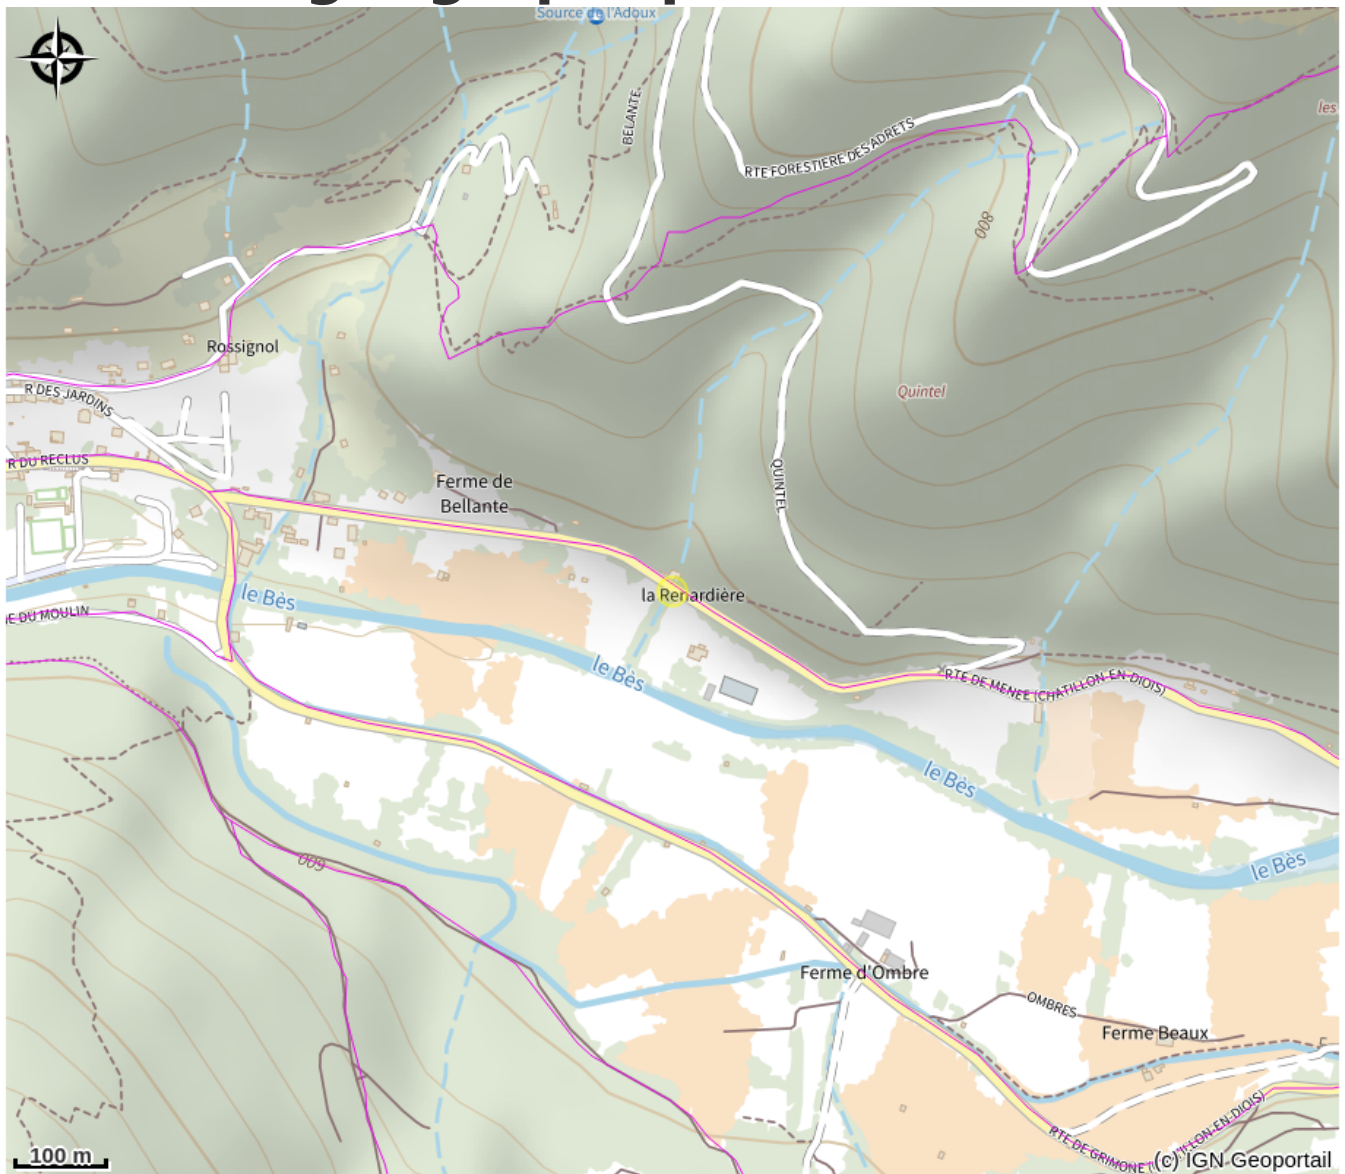 Source de l'Adoux
BELANTE
RTE FORESTIERE DES ADRETS
les
800
Rossignol
Quintel
R DES JARDINS
R DU RECLUS
Ferme de
Bellante
QUINTEL
le Bès
la Renardière
E DU MOULIN
le Bès
RTE DE MENEE (CHATILLON-EN-DIOIS)
le Bès
600
le Bès
Ferme d'Ombre
OMBRES
Ferme Beaux
RTE DE GRIMONE
LLON-EN-DIOIS)
100 m
(c) IGN Geoportail